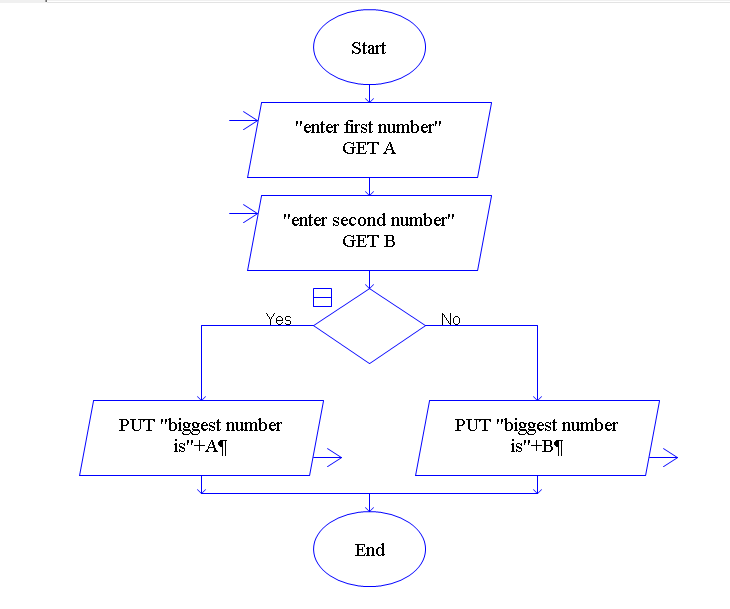 Start
"enter first number"
GET A
"enter second number"
GET B
Yes
No
PUT "biggest number
is"+A¶
PUT "biggest number
is"+B¶
End